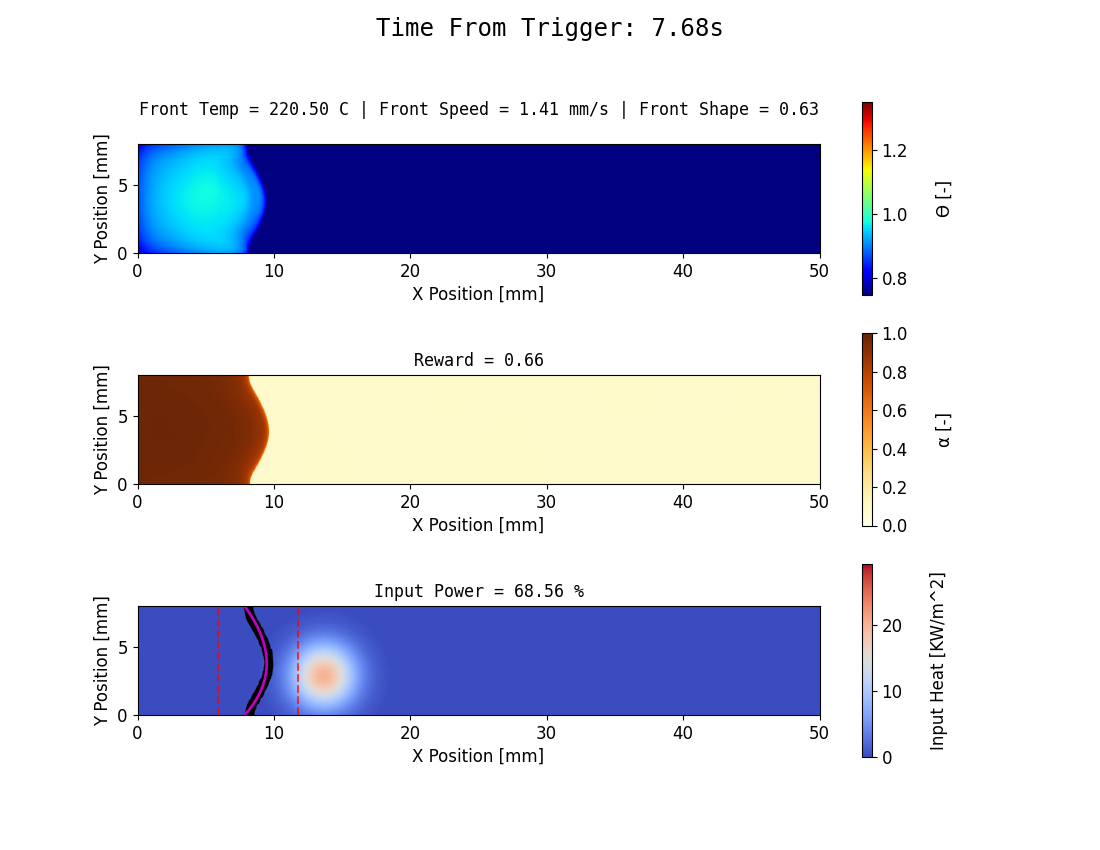 Time From Trigger: 7.68s
Front Temp = 220.50 C | Front Speed = 1.41 mm/s | Front Shape = 0.63
Y Position [mm]
5
0
0 10 20 30 40 50
X Position [mm]
1.2
1.0
0.8
Θ [-]
Reward = 0.66
Y Position [mm]
5
0
0 10 20 30 40 50
X Position [mm]
1.0
0.8
0.6
0.4
0.2
0.0
α [-]
Input Power = 68.56 %
Y Position [mm]
5
0
0 10 20 30 40 50
X Position [mm]
20
10
0
Input Heat [KW/m^2]